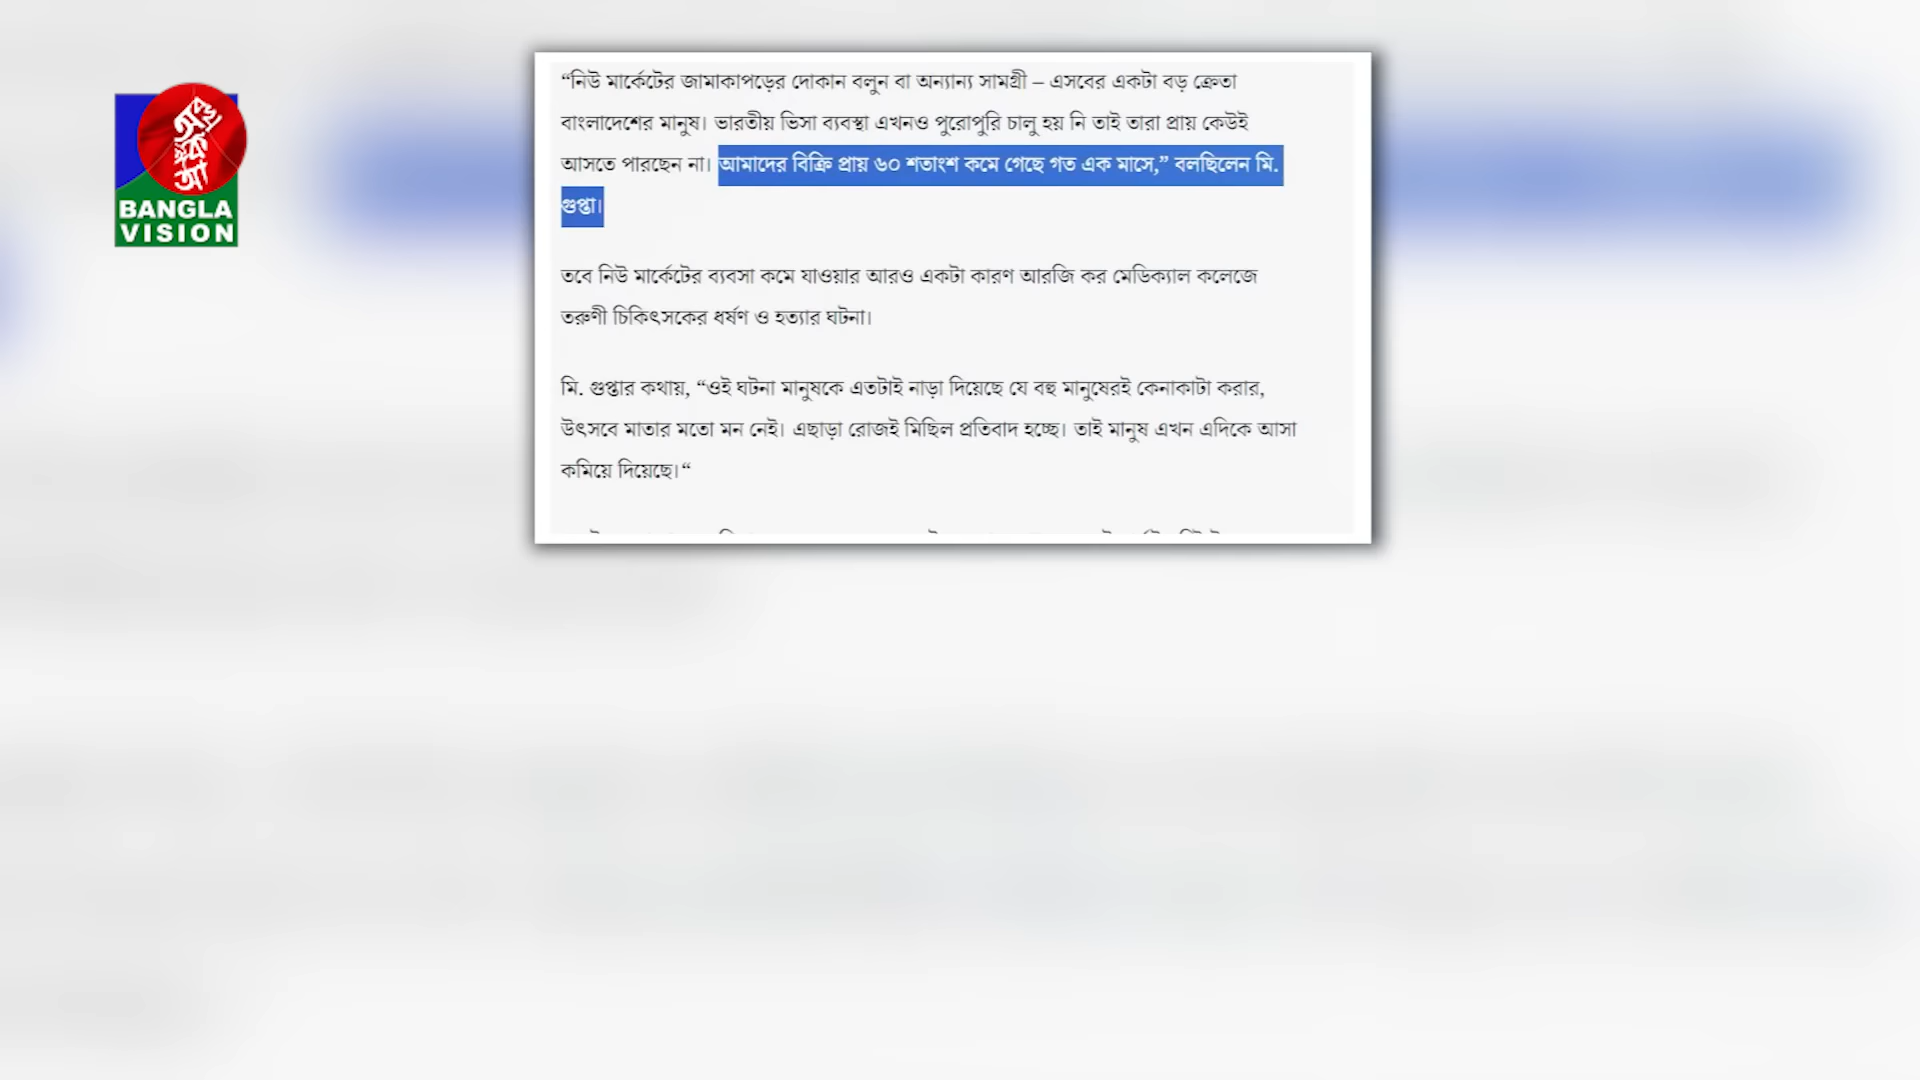 BANGLA
VISION
“নিউ মার্কেটের জামাকাপড়ের দোকান বলুন বা অন্যান্য সামগ্রী – এসবের একটা বড় ক্রেতা
বাংলাদেশের মানুষ। ভারতীয় ভিসা ব্যবস্থা এখনও পুরোপুরি চালু হয় নি তাই তারা প্রায় কেউই
আসতে পারছেন না। আমাদের বিক্রি প্রায় ৬০ শতাংশ কমে গেছে গত এক মাসে,” বলছিলেন মি.
গুপ্তা।
তবে নিউ মার্কেটের ব্যবসা কমে যাওয়ার আরও একটা কারণ আরজি কর মেডিক্যাল কলেজে
তরুণী চিকিৎসকের ধর্ষণ ও হত্যার ঘটনা।
মি. গুপ্তার কথায়, “ওই ঘটনা মানুষকে এতটাই নাড়া দিয়েছে যে বহু মানুষেরই কেনাকাটা করার,
উৎসবে মাতার মতো মন নেই। এছাড়া রোজই মিছিল প্রতিবাদ হচ্ছে। তাই মানুষ এখন এদিকে আসা
কমিয়ে দিয়েছে।“